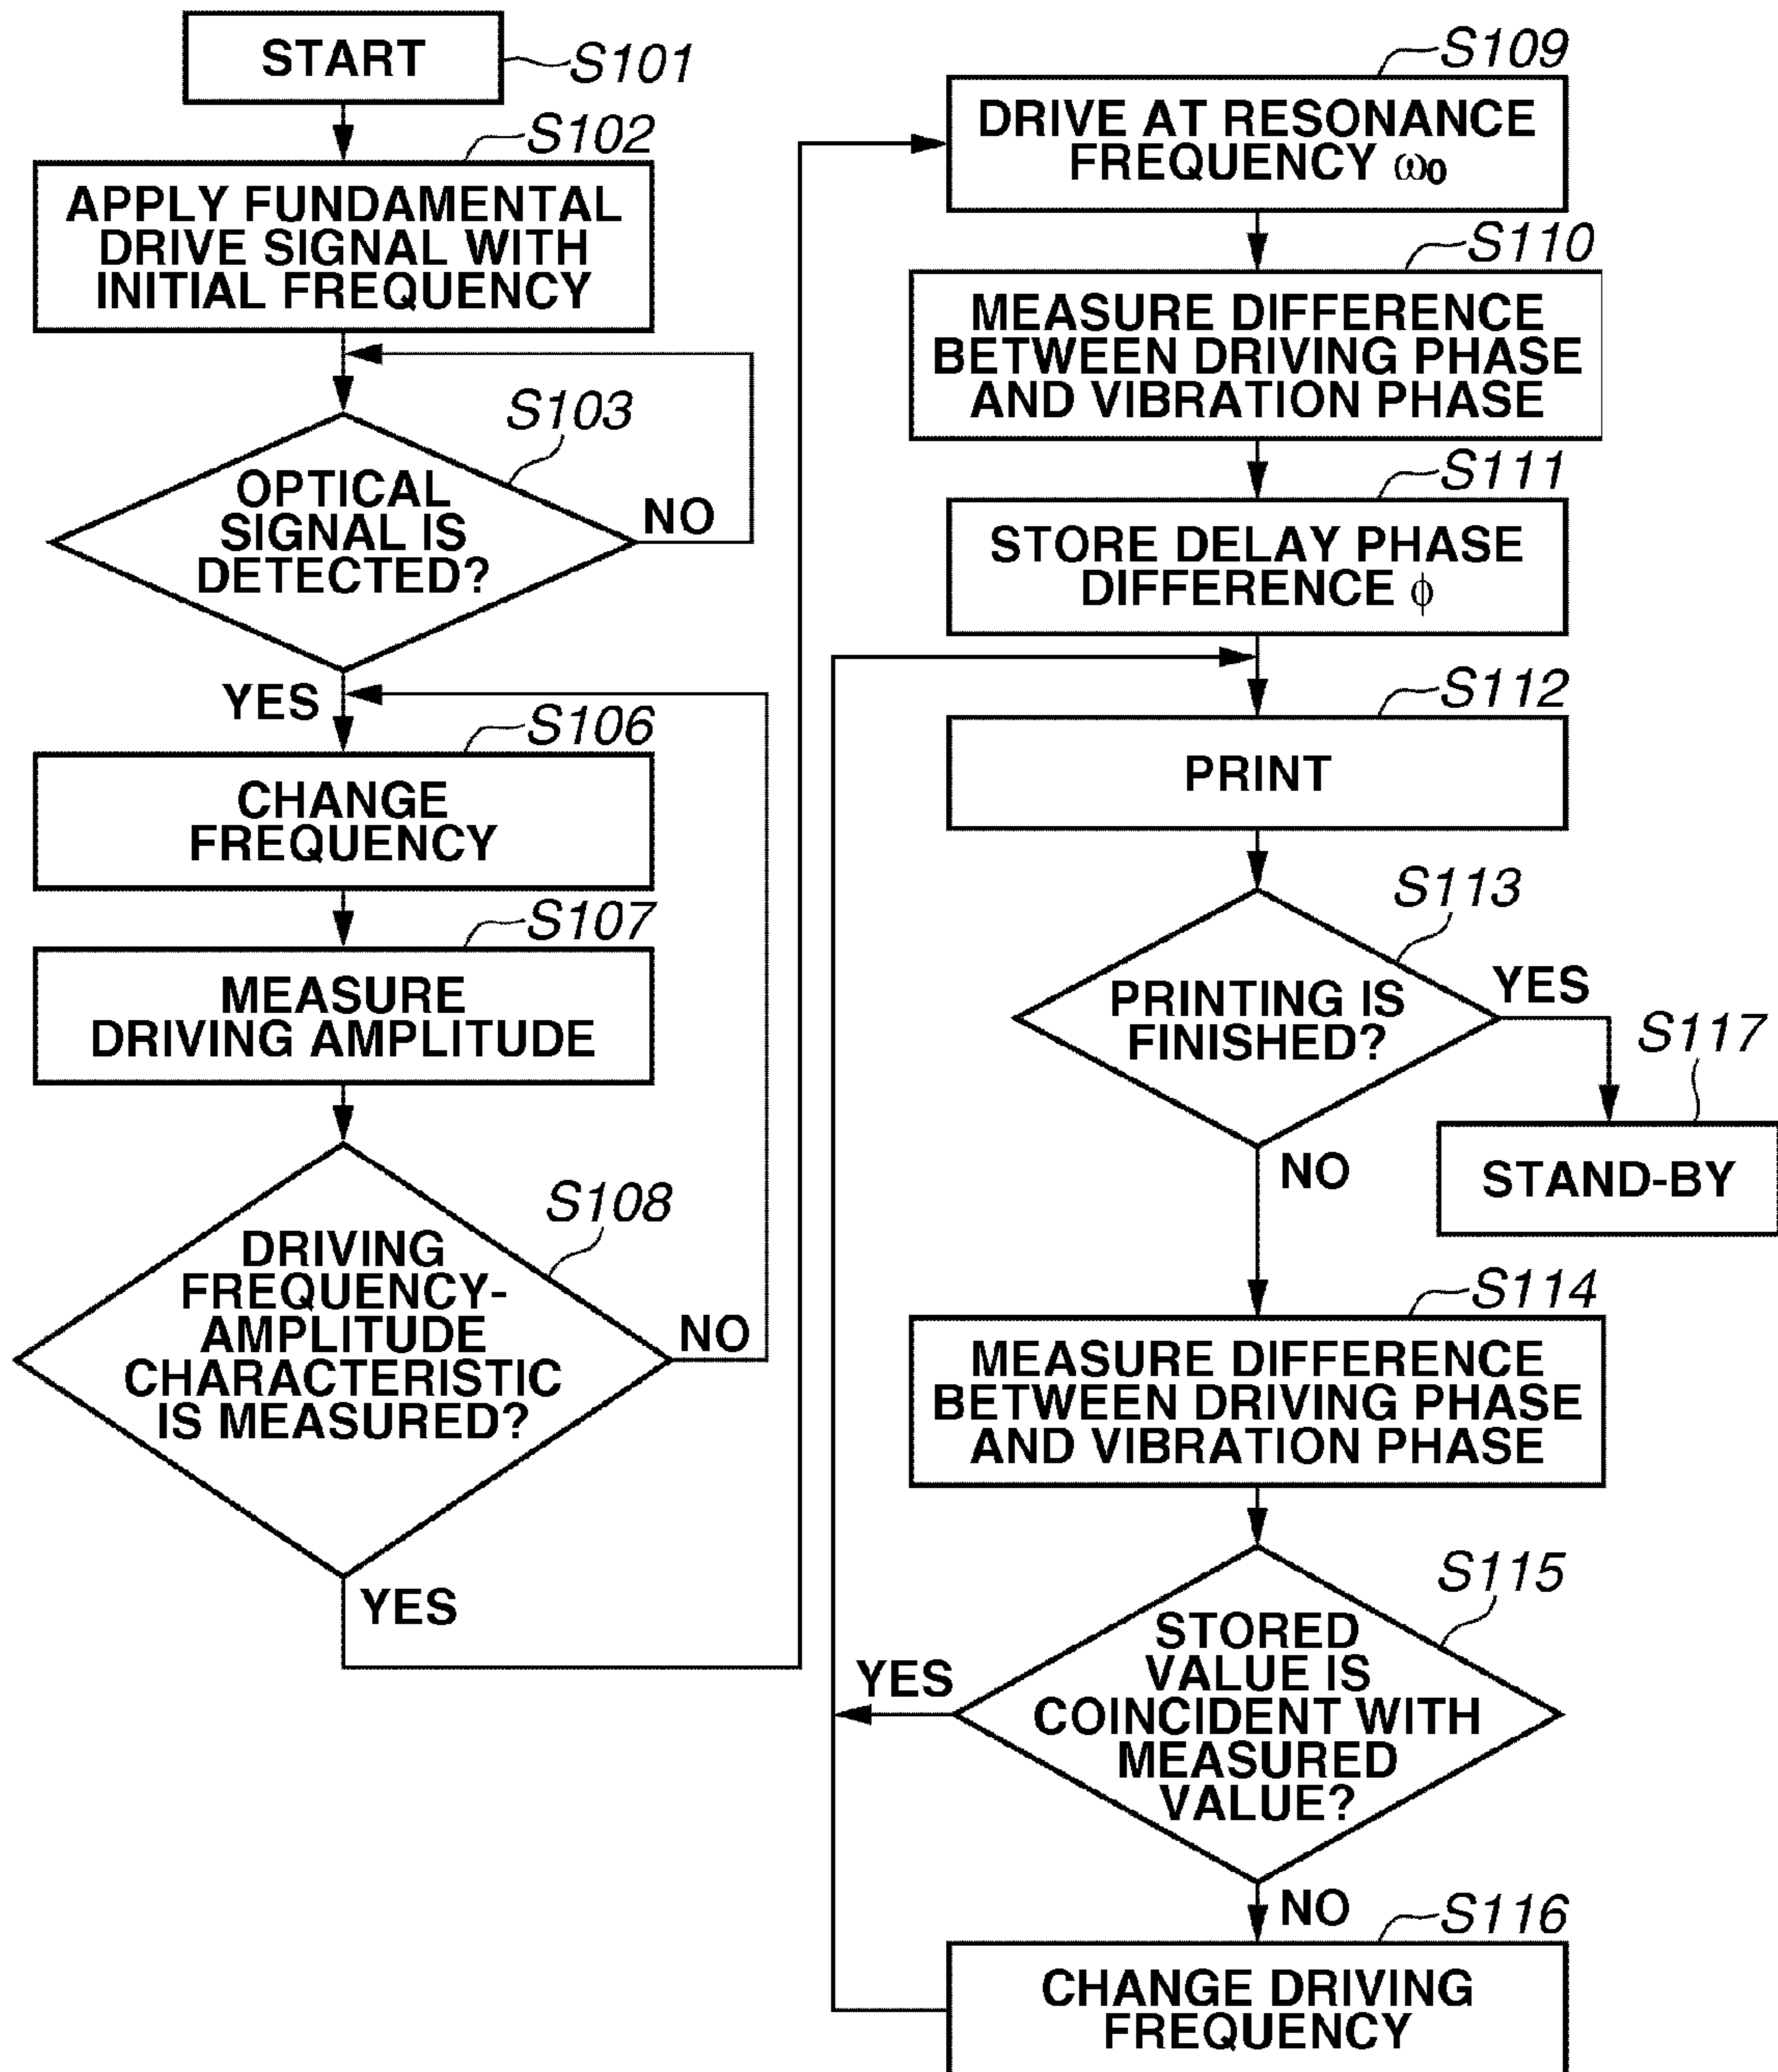 START
S101
S102
APPLY FUNDAMENTAL
DRIVE SIGNAL WITH
INITIAL FREQUENCY
S103
OPTICAL
SIGNAL IS
DETECTED?
NO
YES
S106
CHANGE
FREQUENCY
S107
MEASURE
DRIVING AMPLITUDE
S108
DRIVING
FREQUENCY-
AMPLITUDE
CHARACTERISTIC
IS MEASURED?
NO
YES
S109
DRIVE AT RESONANCE
FREQUENCY ω0
S110
MEASURE DIFFERENCE
BETWEEN DRIVING PHASE
AND VIBRATION PHASE
S111
STORE DELAY PHASE
DIFFERENCE ϕ
S112
PRINT
S113
PRINTING IS
FINISHED?
YES
S117
STAND-BY
NO
S114
MEASURE DIFFERENCE
BETWEEN DRIVING PHASE
AND VIBRATION PHASE
S115
STORED
VALUE IS
COINCIDENT WITH
MEASURED
VALUE?
YES
NO
S116
CHANGE DRIVING
FREQUENCY